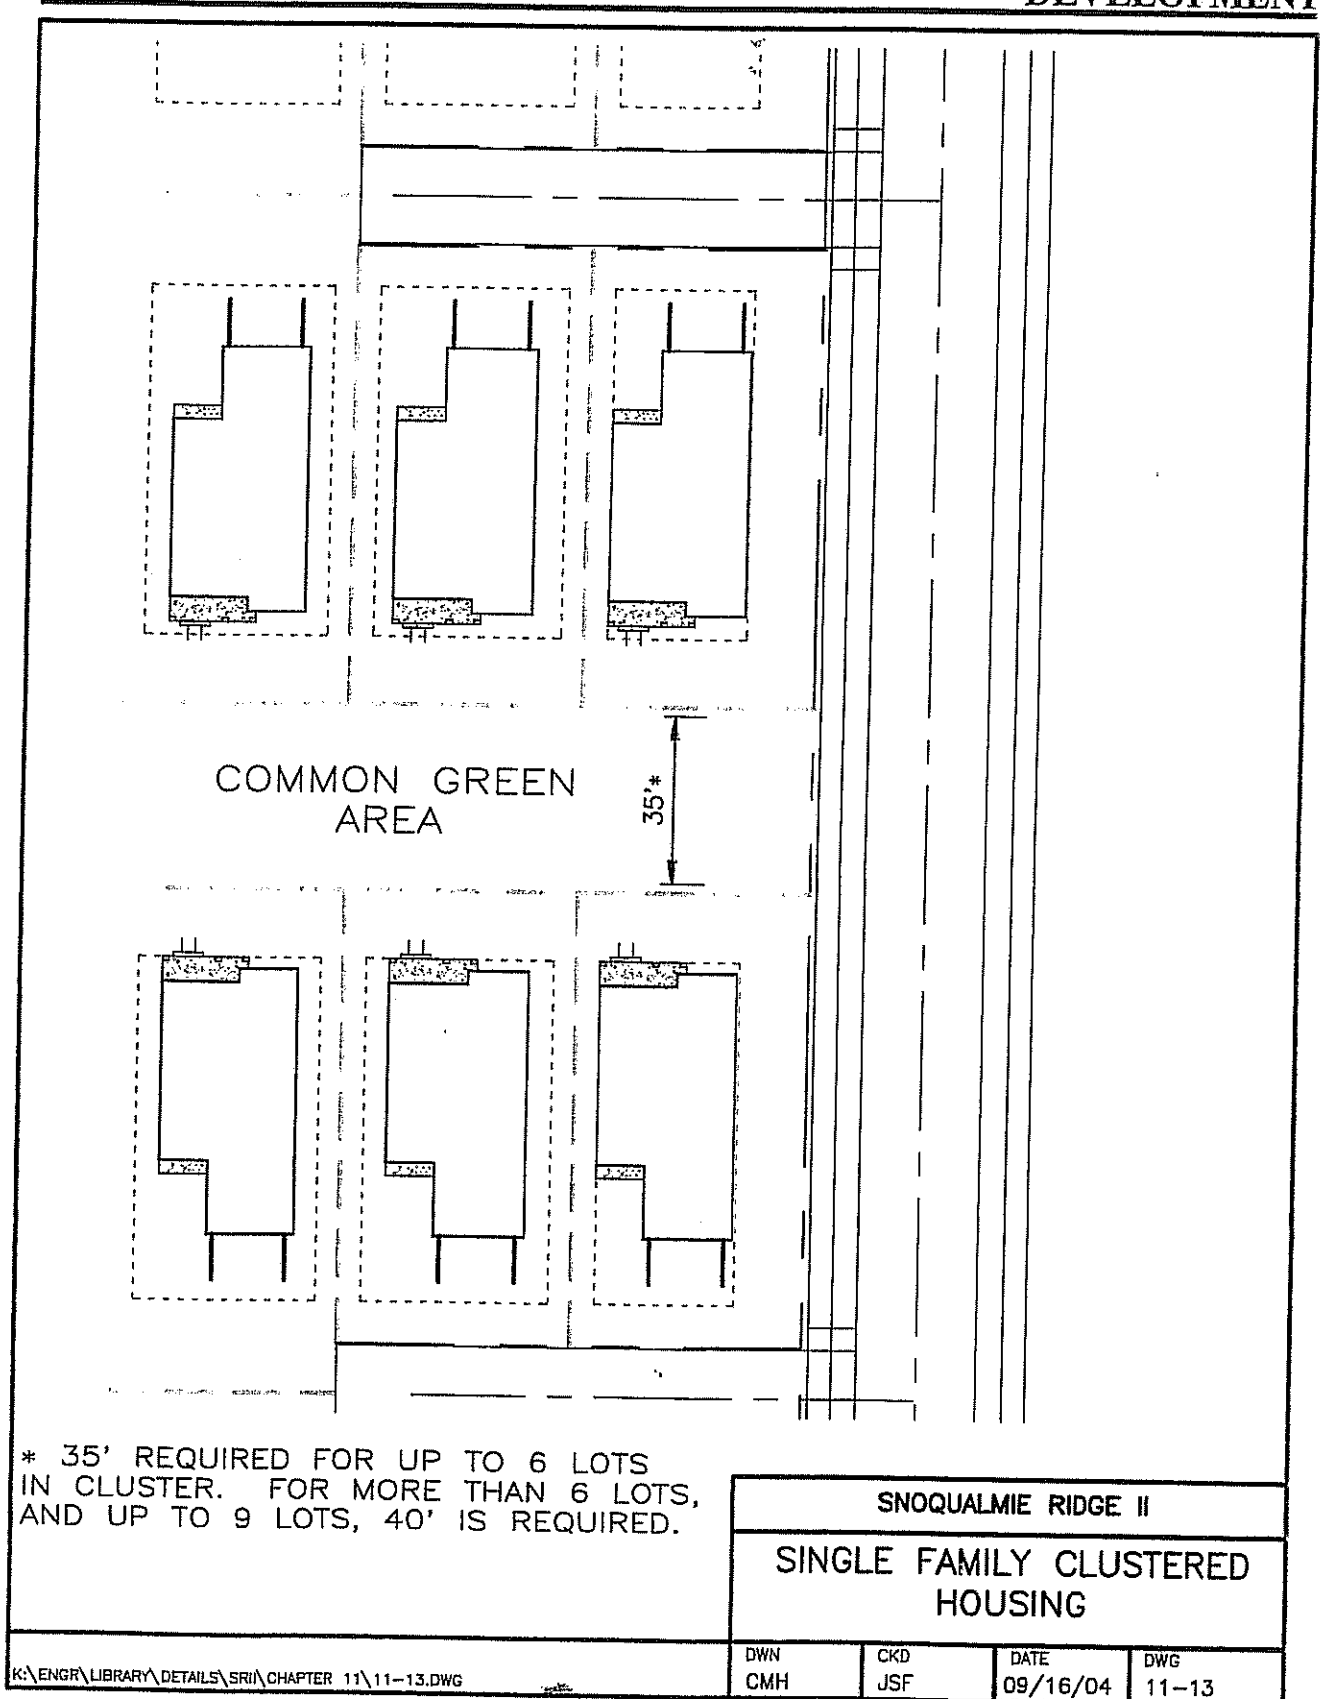 DEVELOPMENT
COMMON GREEN
AREA
35'*
* 35' REQUIRED FOR UP TO 6 LOTS
IN CLUSTER. FOR MORE THAN 6 LOTS,
AND UP TO 9 LOTS, 40' IS REQUIRED.
SNOQUALMIE RIDGE II
SINGLE FAMILY CLUSTERED
HOUSING
K:\ENGR\LIBRARY\DETAILS\SRII\CHAPTER 11\11-13.DWG
DWN
CMH
CKD
JSF
DATE
09/16/04
DWG
11-13